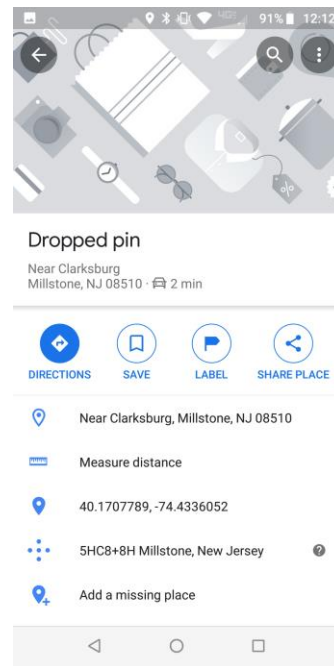 91% 12:12
Dropped pin
Near Clarksburg
Millstone, NJ 08510 · 2 min
DIRECTIONS SAVE LABEL SHARE PLACE
Near Clarksburg, Millstone, NJ 08510
Measure distance
40.1707789, -74.4336052
5HC8+8H Millstone, New Jersey
Add a missing place